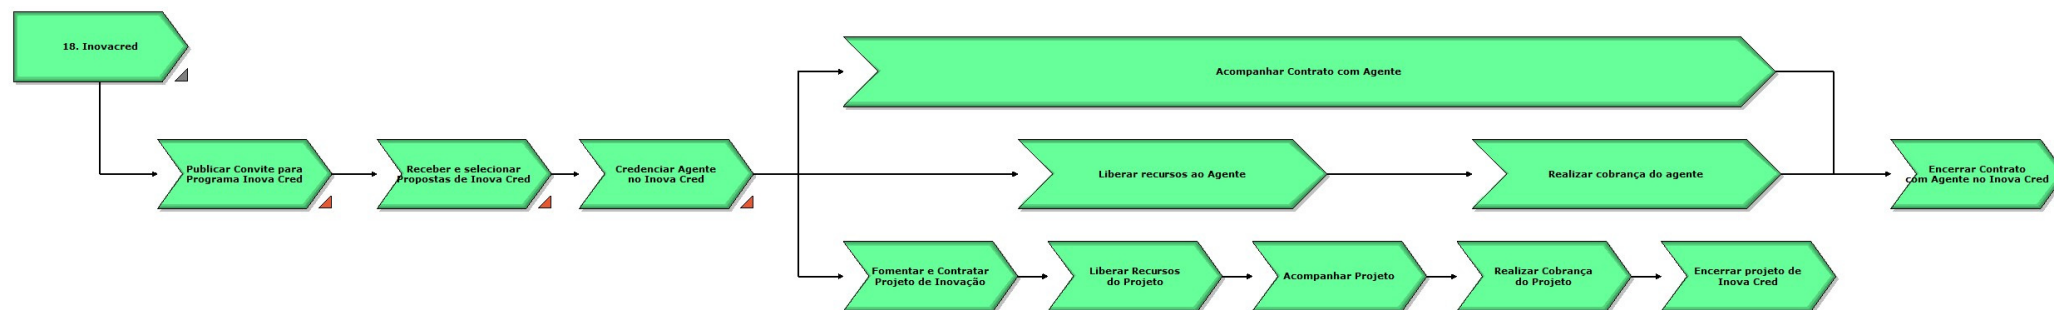 18. Inovacred
Acompanhar Contrato com Agente
Publicar Convite para
Programa Inova Cred
Receber e selecionar
Propostas de Inova Cred
Credenciar Agente
no Inova Cred
Liberar recursos ao Agente
Realizar cobrança do agente
Encerrar Contrato
com Agente no Inova Cred
Fomentar e Contratar
Projeto de Inovação
Liberar Recursos
do Projeto
Acompanhar Projeto
Realizar Cobrança
do Projeto
Encerrar projeto de
Inova Cred